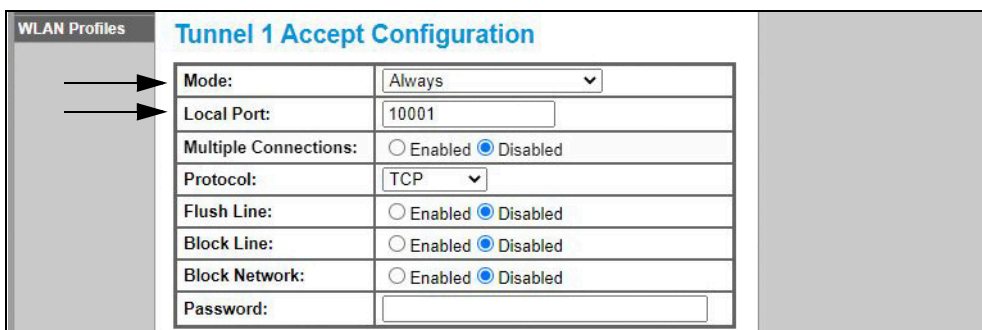 WLAN Profiles
Tunnel 1 Accept Configuration
Mode: Always
Local Port: 10001
Multiple Connections: Enabled Disabled
Protocol: TCP
Flush Line: Enabled Disabled
Block Line: Enabled Disabled
Block Network: Enabled Disabled
Password: